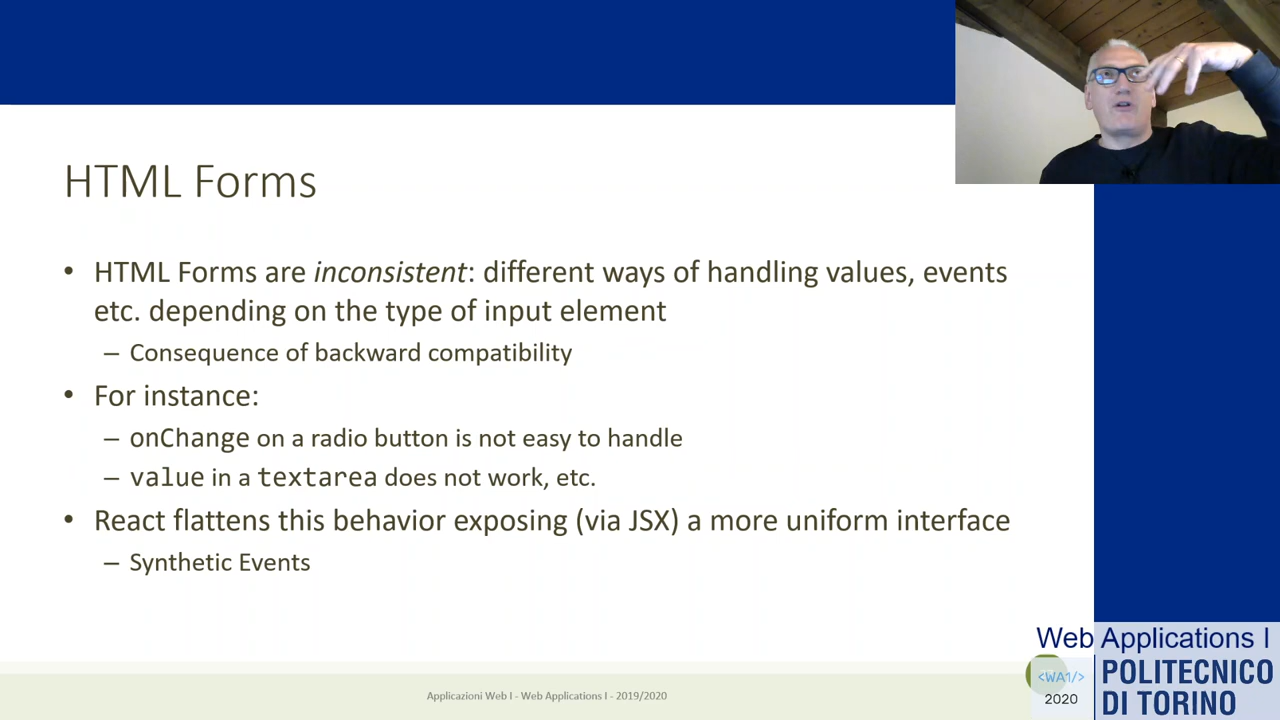 HTML Forms
• HTML Forms are inconsistent: different ways of handling values, events
etc. depending on the type of input element
– Consequence of backward compatibility
• For instance:
– onChange on a radio button is not easy to handle
– value in a textarea does not work, etc.
• React flattens this behavior exposing (via JSX) a more uniform interface
– Synthetic Events
Applicazioni Web I - Web Applications I - 2019/2020
Web Applications I
<WA1/>
2020
POLITECNICO
DI TORINO